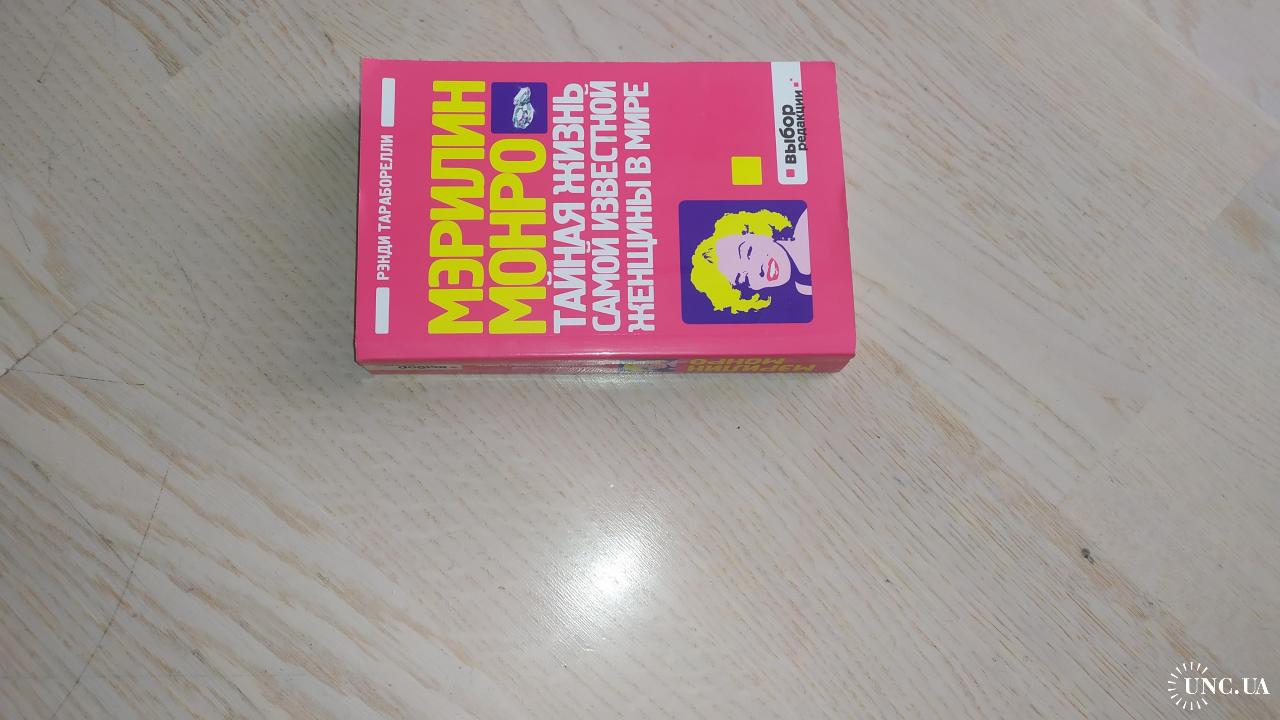 РЭНДИ ТАРАБОРЕЛЛИ
МЭРИЛИН
МОНРО
ТАЙНАЯ ЖИЗНЬ
САМОЙ ИЗВЕСТНОЙ
ЖЕНЩИНЫ В МИРЕ
Выбор
редакции
МЭРИЛИН
МОНРО
UNC.UA